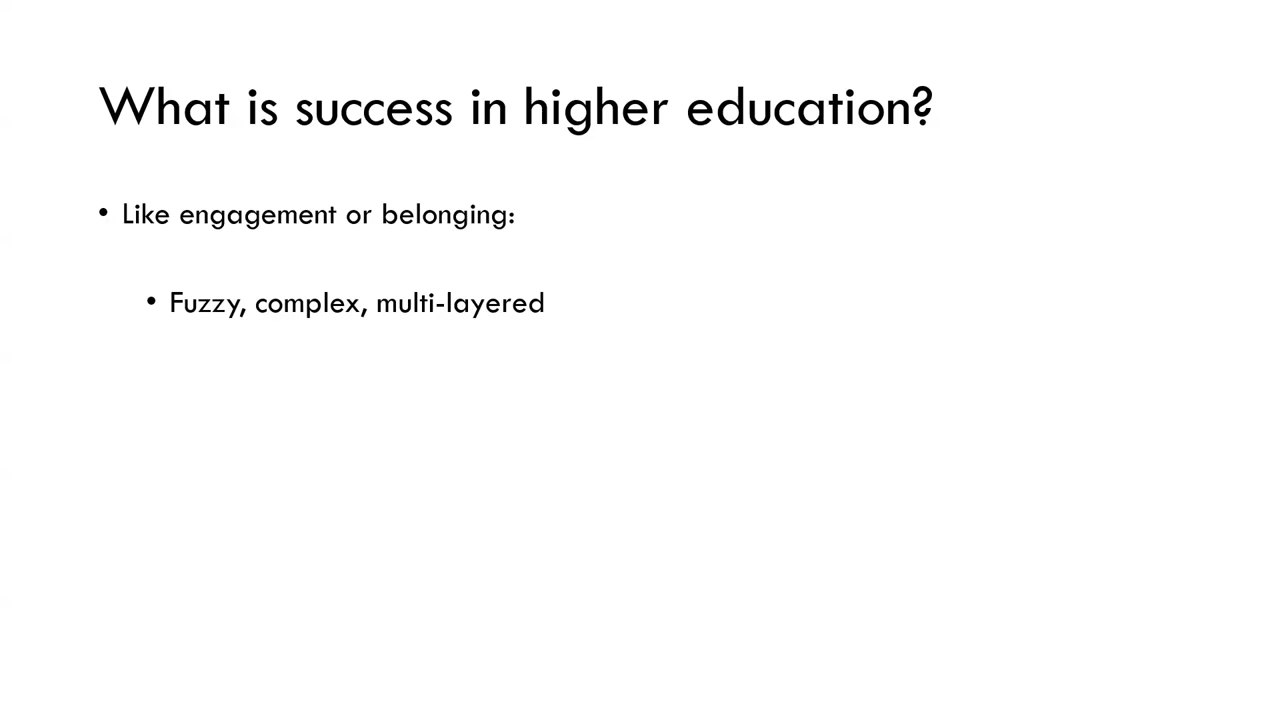 What is success in higher education?
• Like engagement or belonging:
• Fuzzy, complex, multi-layered